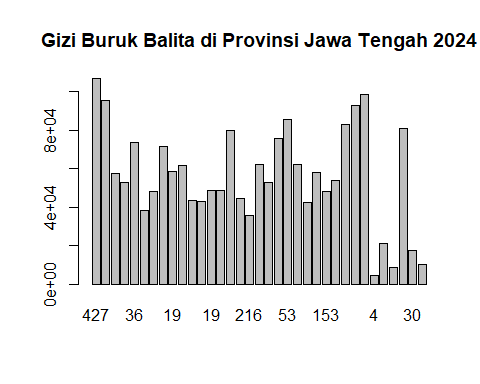 Gizi Buruk Balita di Provinsi Jawa Tengah 2024
8e+04
4e+04
0e+00
427 36 19 19 216 53 153 4 30